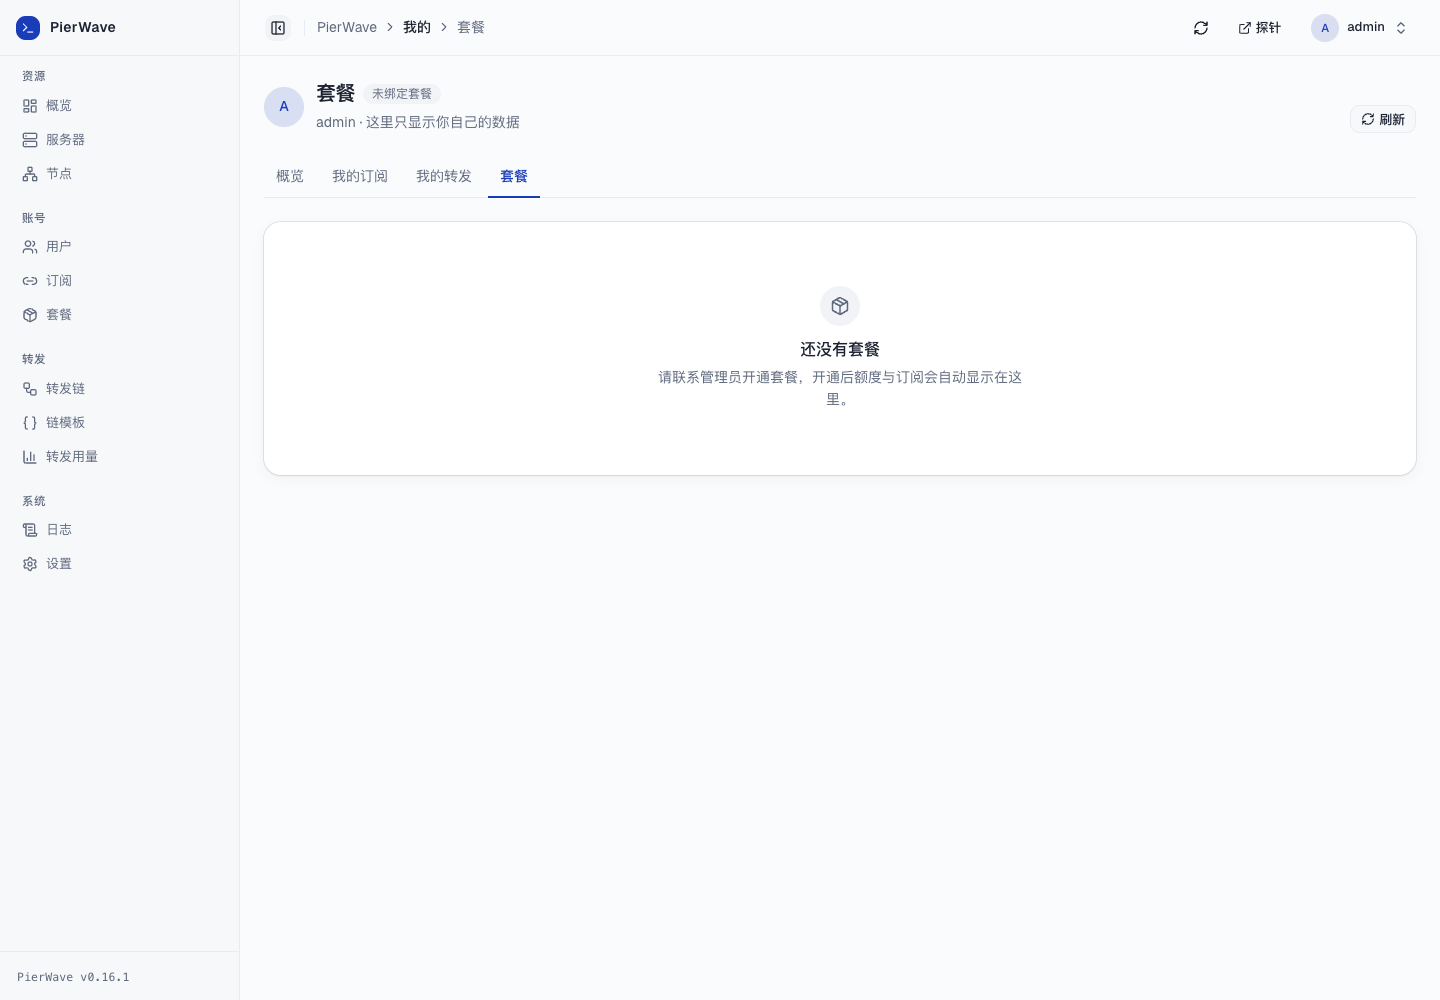 PierWave
资源
概览
服务器
节点
账号
用户
订阅
套餐
转发
转发链
链模板
转发用量
系统
日志
设置
PierWave v0.16.1
PierWave > 我的 > 套餐
探针
A admin
A
套餐 未绑定套餐
admin · 这里只显示你自己的数据
刷新
概览 我的订阅 我的转发 套餐
还没有套餐
请联系管理员开通套餐，开通后额度与订阅会自动显示在这
里。